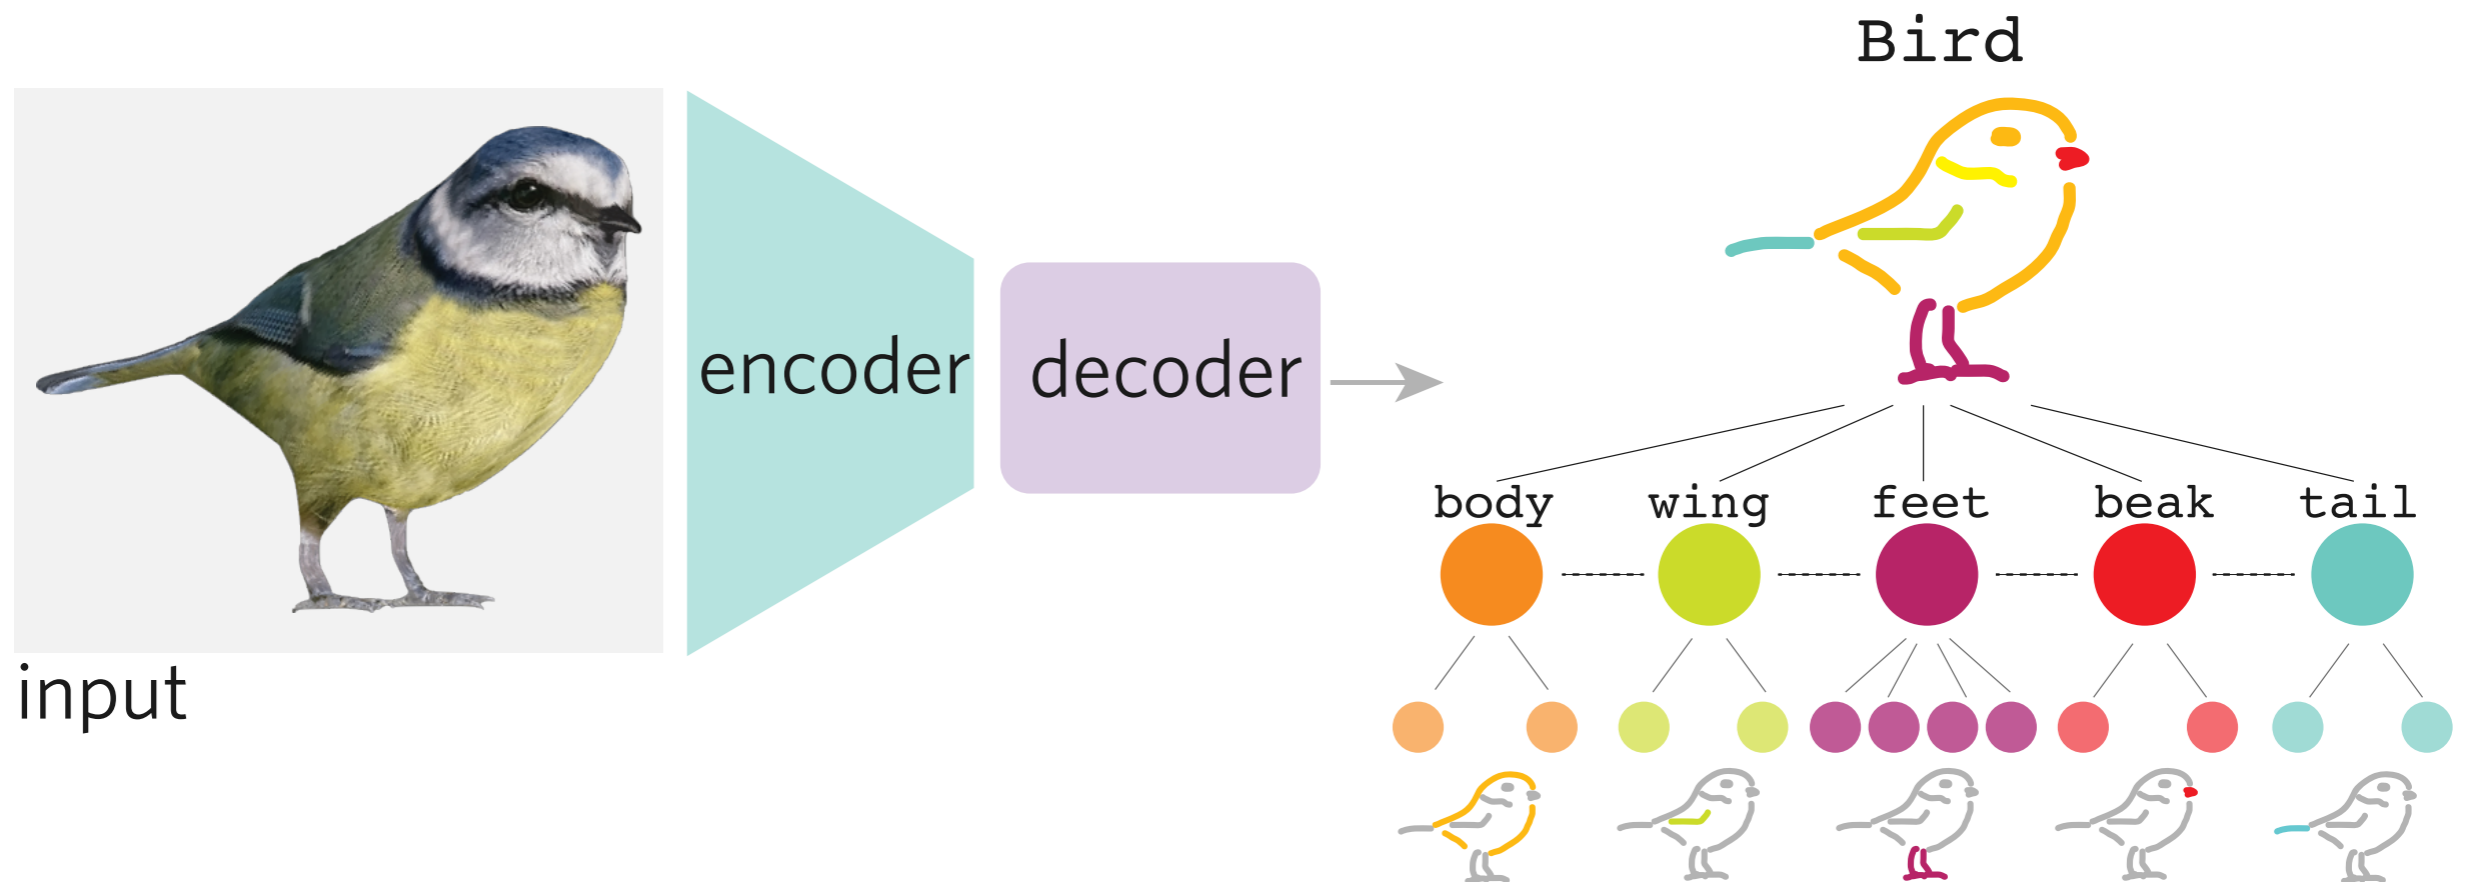 Bird
encoder
decoder
body wing feet beak tail
input